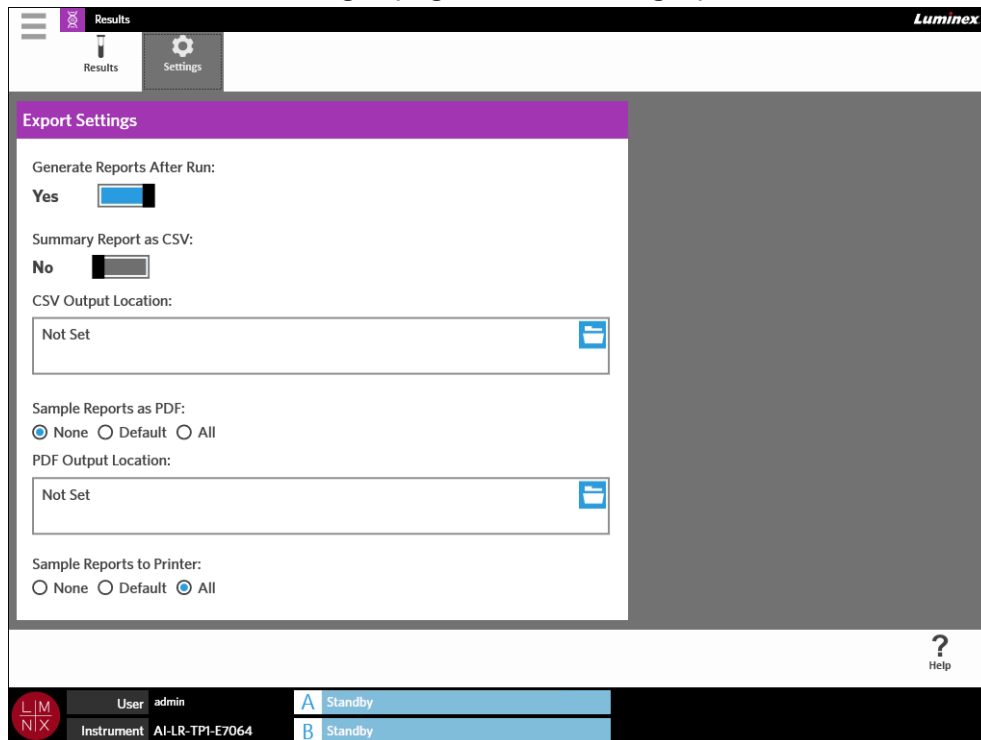 Results
Luminex
Results
Settings
Export Settings
Generate Reports After Run:
Yes
Summary Report as CSV:
No
CSV Output Location:
Not Set
Sample Reports as PDF:
None Default All
PDF Output Location:
Not Set
Sample Reports to Printer:
None Default All
?
Help
LM
NX
User admin
Instrument AI-LR-TP1-E7064
A Standby
B Standby